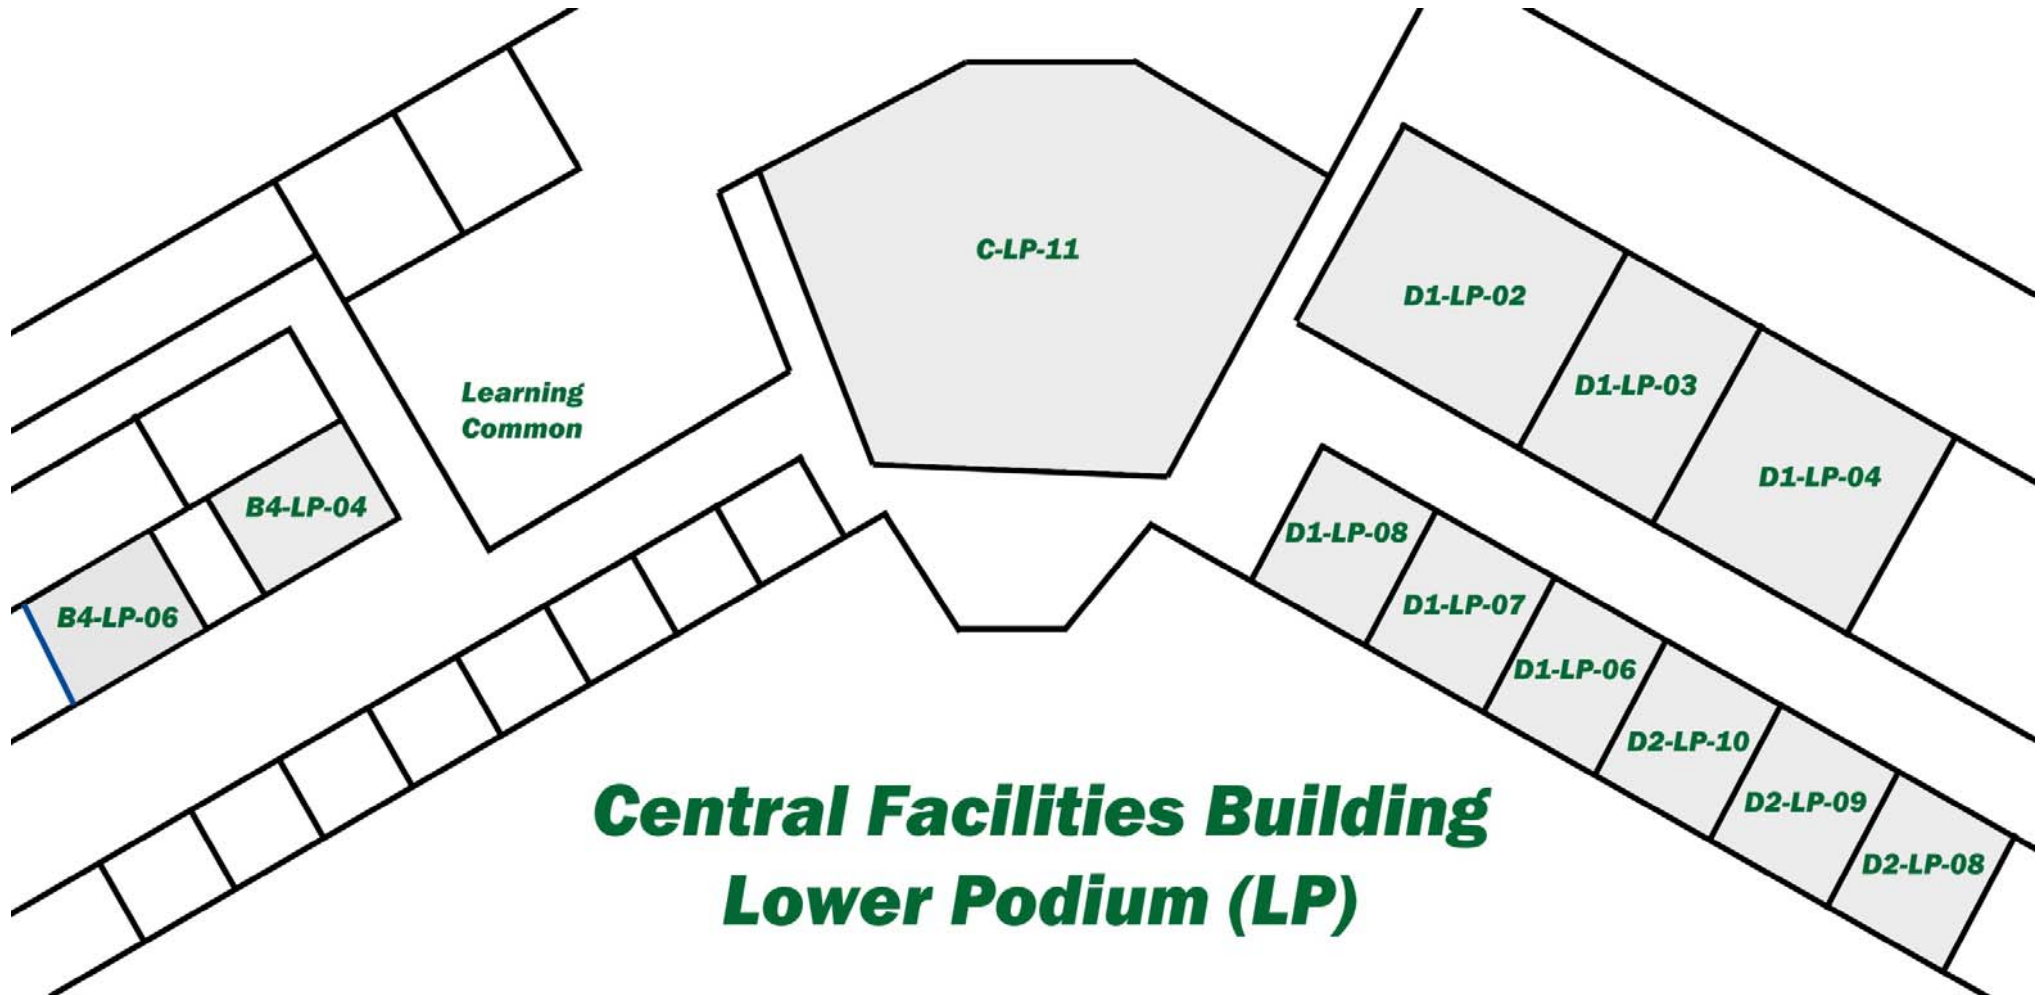 C-LP-11
D1-LP-02
D1-LP-03
Learning
Common
D1-LP-04
B4-LP-04
D1-LP-08
D1-LP-07
B4-LP-06
D1-LP-06
D2-LP-10
D2-LP-09
D2-LP-08
Central Facilities Building
Lower Podium (LP)